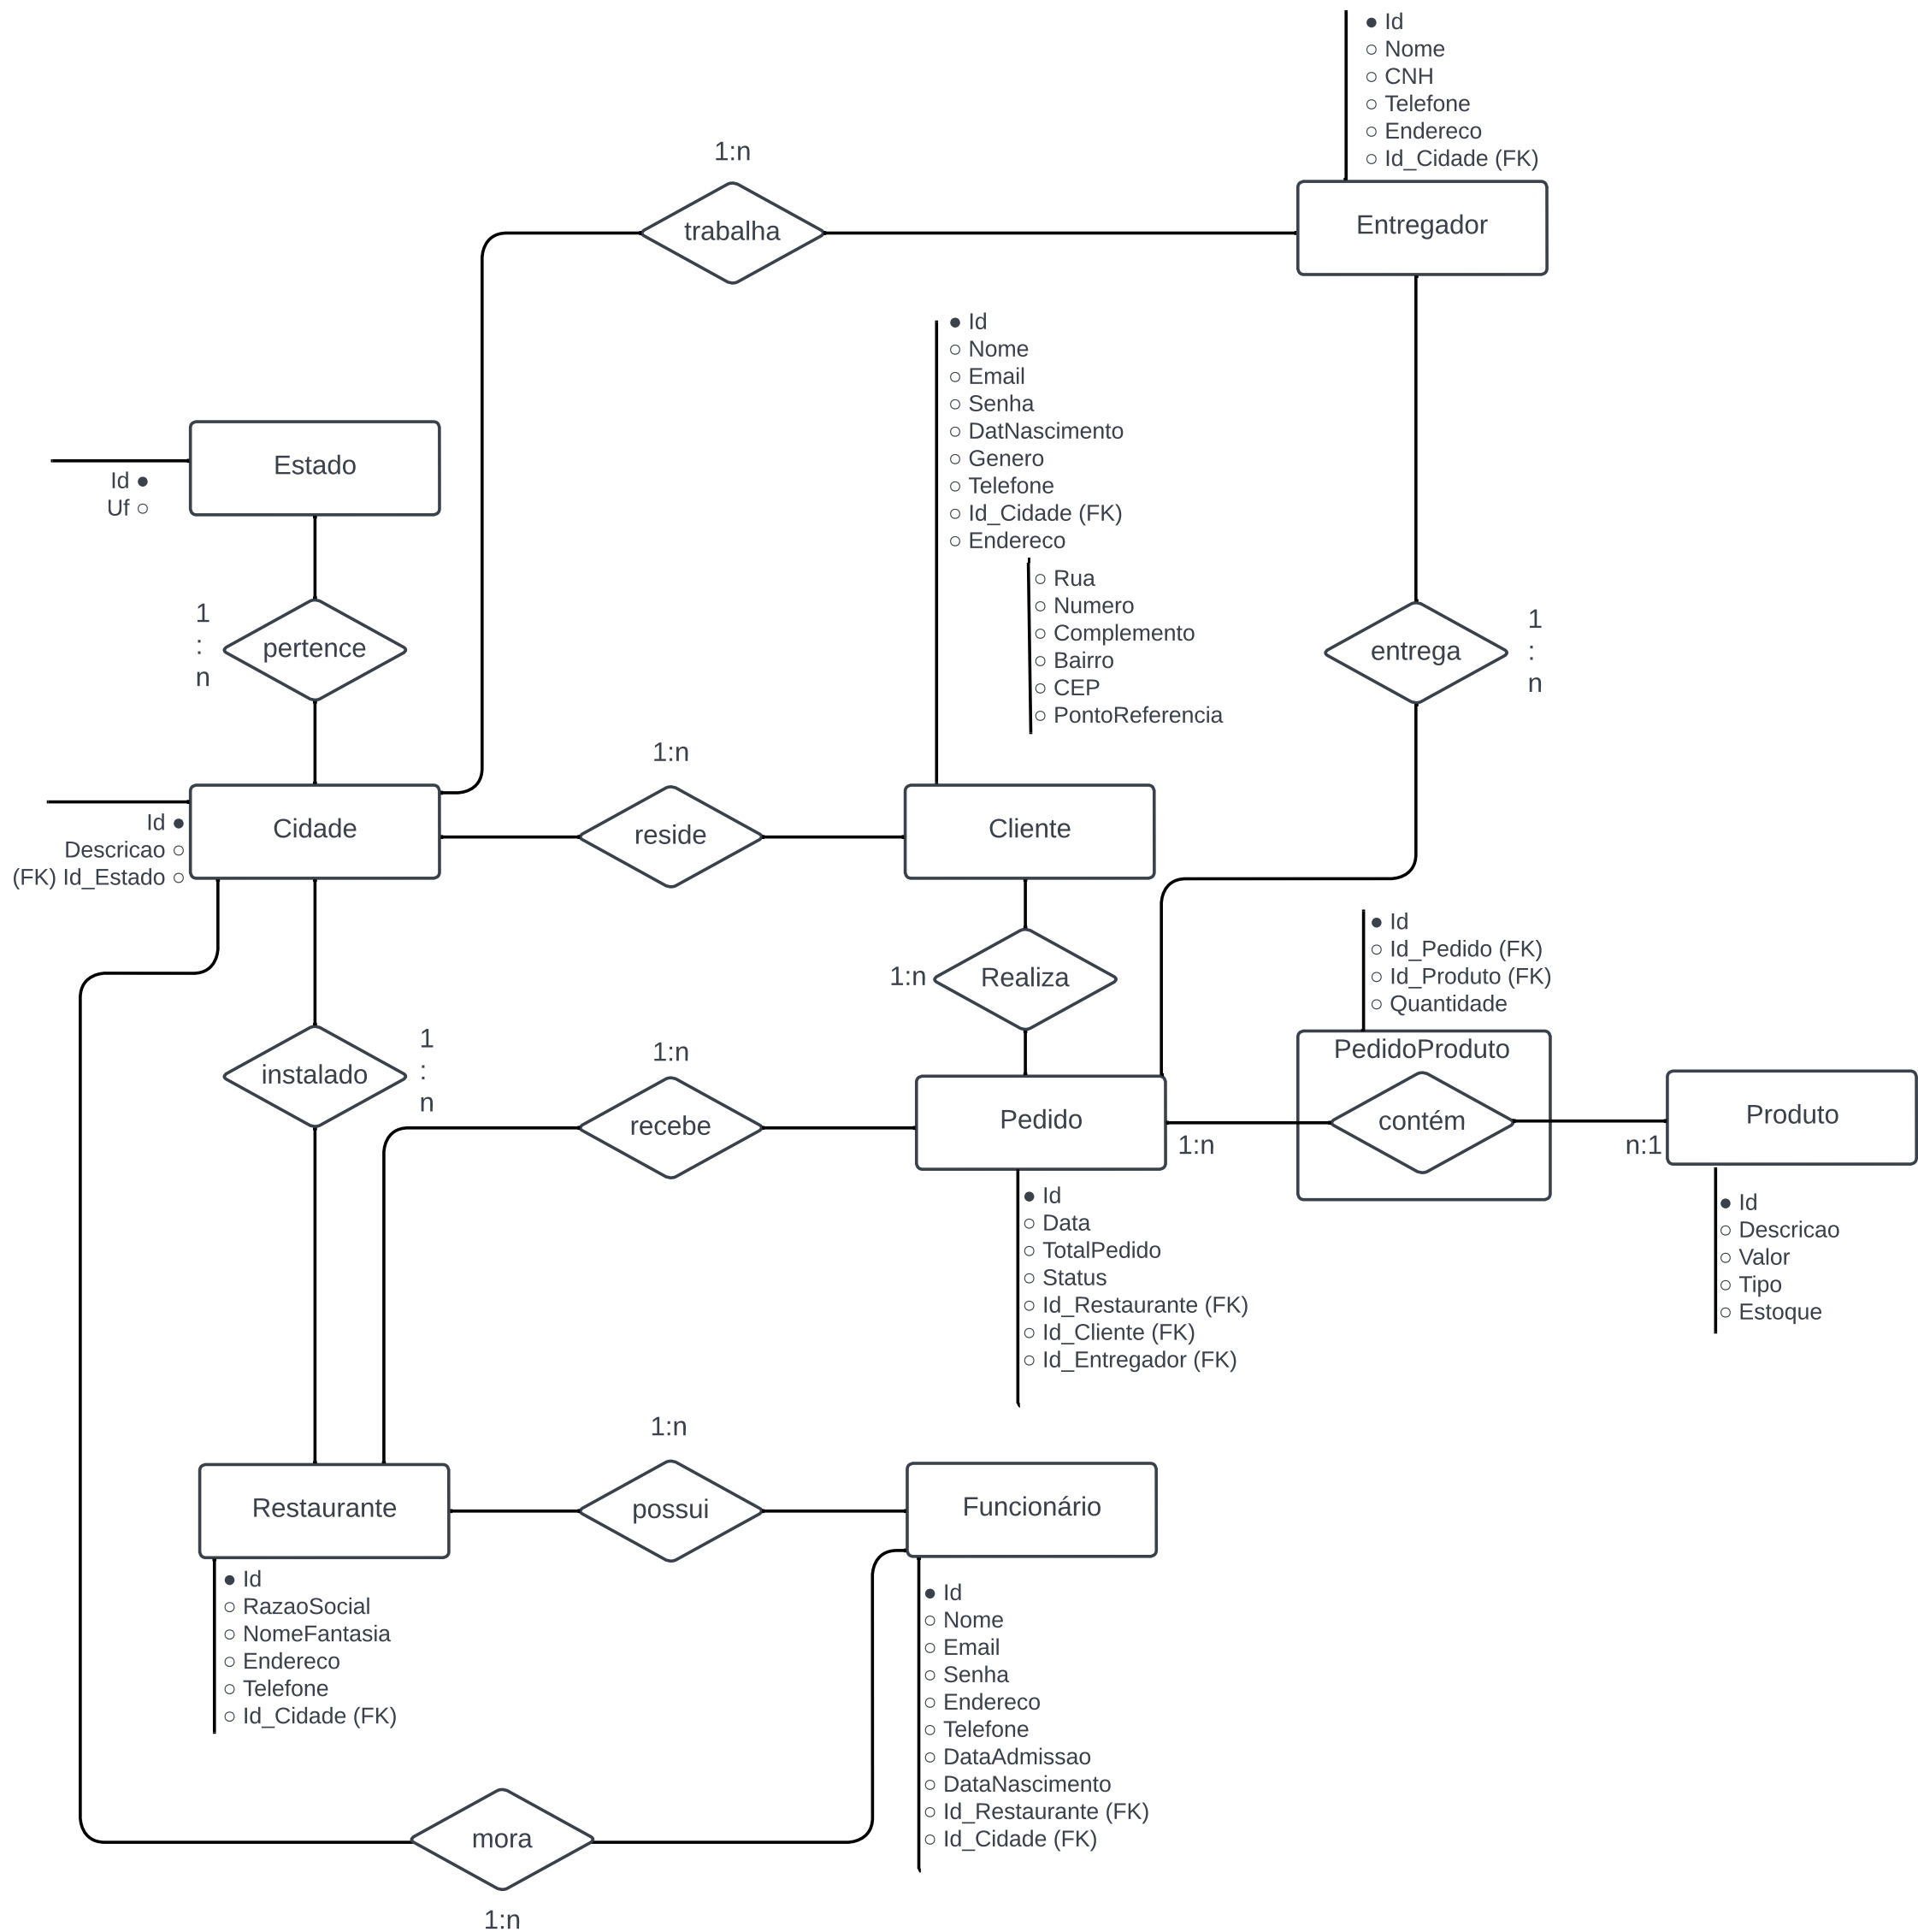 ● Id
○ Nome
○ CNH
○ Telefone
○ Endereco
○ Id_Cidade (FK)
Entregador
1:n
trabalha
● Id
○ Nome
○ Email
○ Senha
○ DatNascimento
○ Genero
○ Telefone
○ Id_Cidade (FK)
○ Endereco
○ Rua
○ Numero
○ Complemento
○ Bairro
○ CEP
○ PontoReferencia
Estado
Id ●
Uf ○
1
:
n
pertence
entrega
1
:
n
Cidade
Id ●
Descricao ○
(FK) Id_Estado ○
1:n
reside
Cliente
1:n
Realiza
● Id
○ Id_Pedido (FK)
○ Id_Produto (FK)
○ Quantidade
PedidoProduto
instalado
1
:
n
1:n
recebe
Pedido
1:n
contém
n:1
Produto
● Id
○ Data
○ TotalPedido
○ Status
○ Id_Restaurante (FK)
○ Id_Cliente (FK)
○ Id_Entregador (FK)
● Id
○ Descricao
○ Valor
○ Tipo
○ Estoque
Restaurante
1:n
possui
Funcionário
● Id
○ RazaoSocial
○ NomeFantasia
○ Endereco
○ Telefone
○ Id_Cidade (FK)
● Id
○ Nome
○ Email
○ Senha
○ Endereco
○ Telefone
○ DataAdmissao
○ DataNascimento
○ Id_Restaurante (FK)
○ Id_Cidade (FK)
mora
1:n